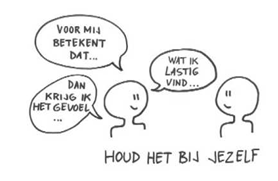 VOOR MIJ
BETEKENT
DAT...
WAT IK
LASTIG
VIND...
DAN
KRIJG IK
HET GEVOEL
...
HOUD HET BIJ JEZELF